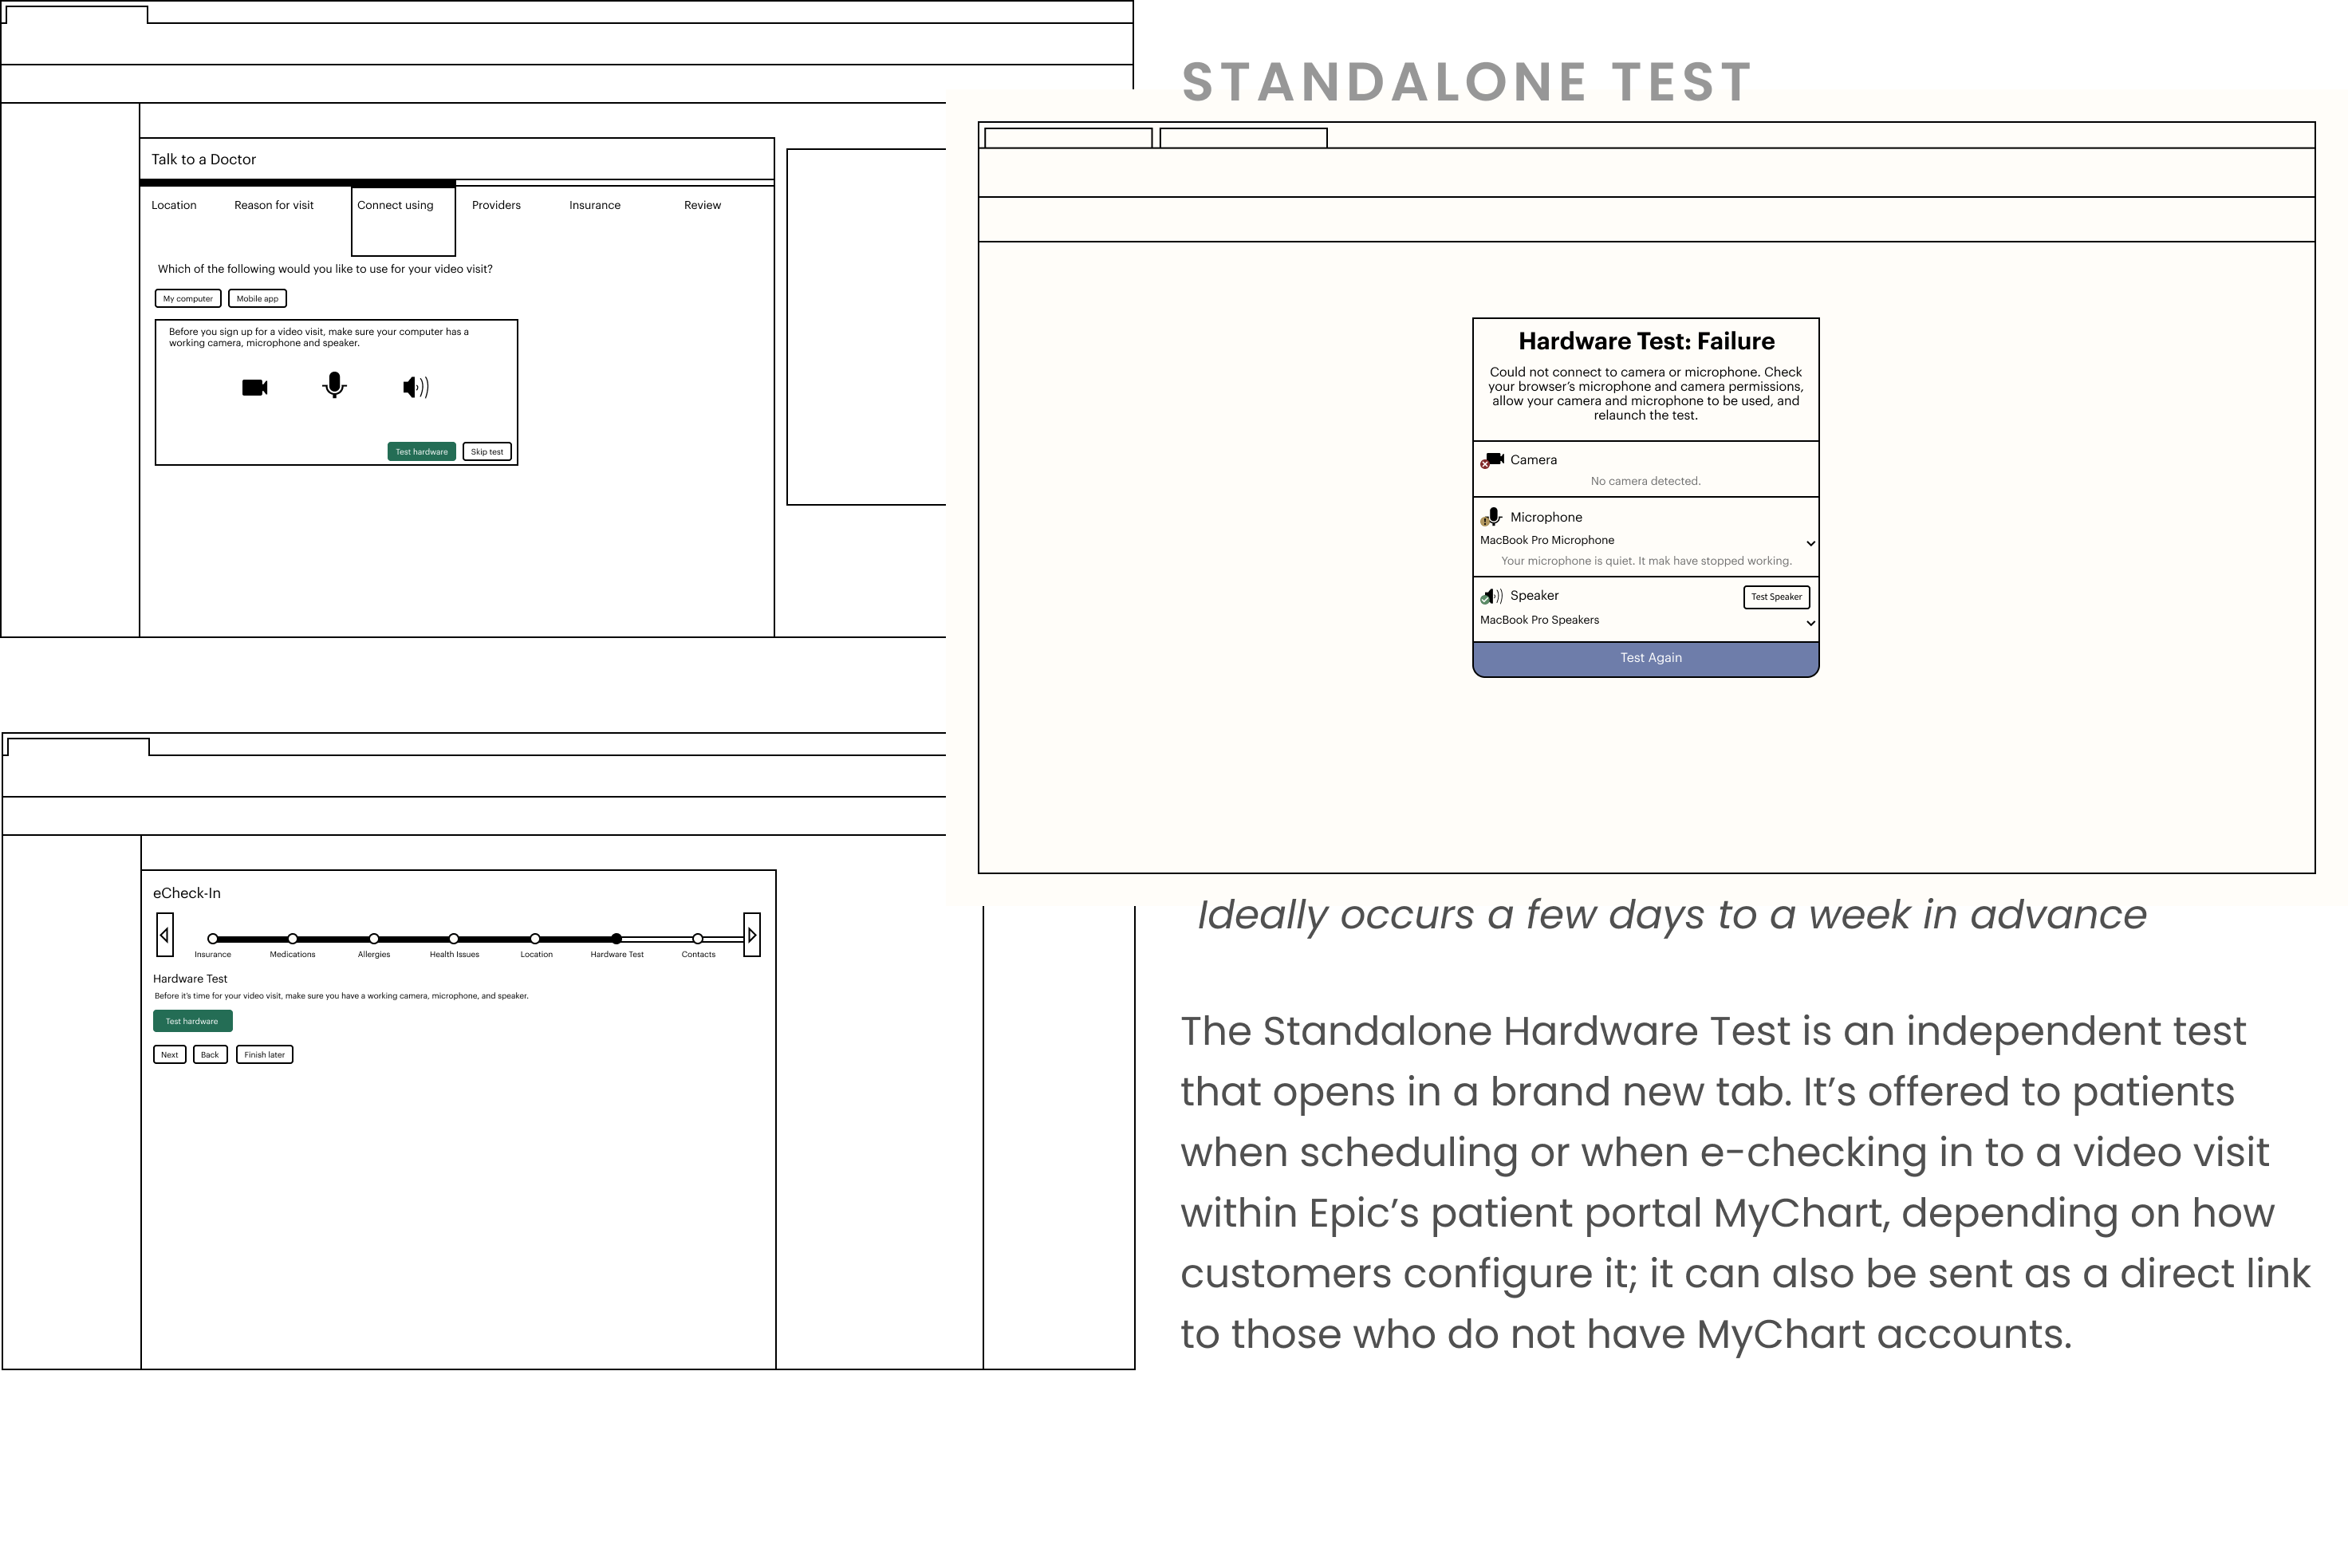 STANDALONE TEST
Talk to a Doctor
Location
Reason for visit
Connect using
Providers
Insurance
Review
Which of the following would you like to use for your video visit?
My computer
Mobile app
Before you sign up for a video visit, make sure your computer has a
working camera, microphone and speaker.
Test hardware
Skip test
Hardware Test: Failure
Could not connect to camera or microphone. Check
your browser’s microphone and camera permissions,
allow your camera and microphone to be used, and
relaunch the test.
Camera
No camera detected.
Microphone
MacBook Pro Microphone
Your microphone is quiet. It mak have stopped working.
Speaker
Test Speaker
MacBook Pro Speakers
Test Again
eCheck-In
Insurance
Medications
Allergies
Health Issues
Location
Hardware Test
Contacts
Hardware Test
Before it’s time for your video visit, make sure you have a working camera, microphone, and speaker.
Test hardware
Next
Back
Finish later
Ideally occurs a few days to a week in advance
The Standalone Hardware Test is an independent test
that opens in a brand new tab. It’s offered to patients
when scheduling or when e-checking in to a video visit
within Epic’s patient portal MyChart, depending on how
customers configure it; it can also be sent as a direct link
to those who do not have MyChart accounts.